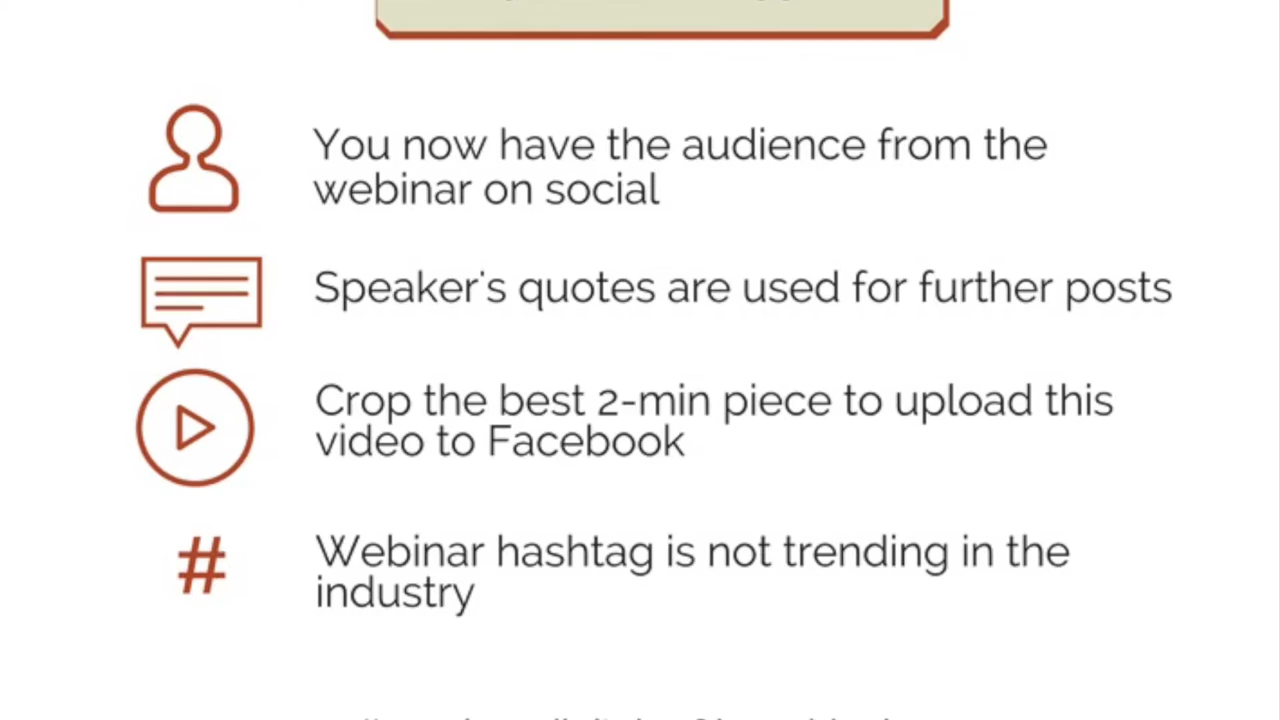 You now have the audience from the
webinar on social
Speaker's quotes are used for further posts
Crop the best 2-min piece to upload this
video to Facebook
#
Webinar hashtag is not trending in the
industry